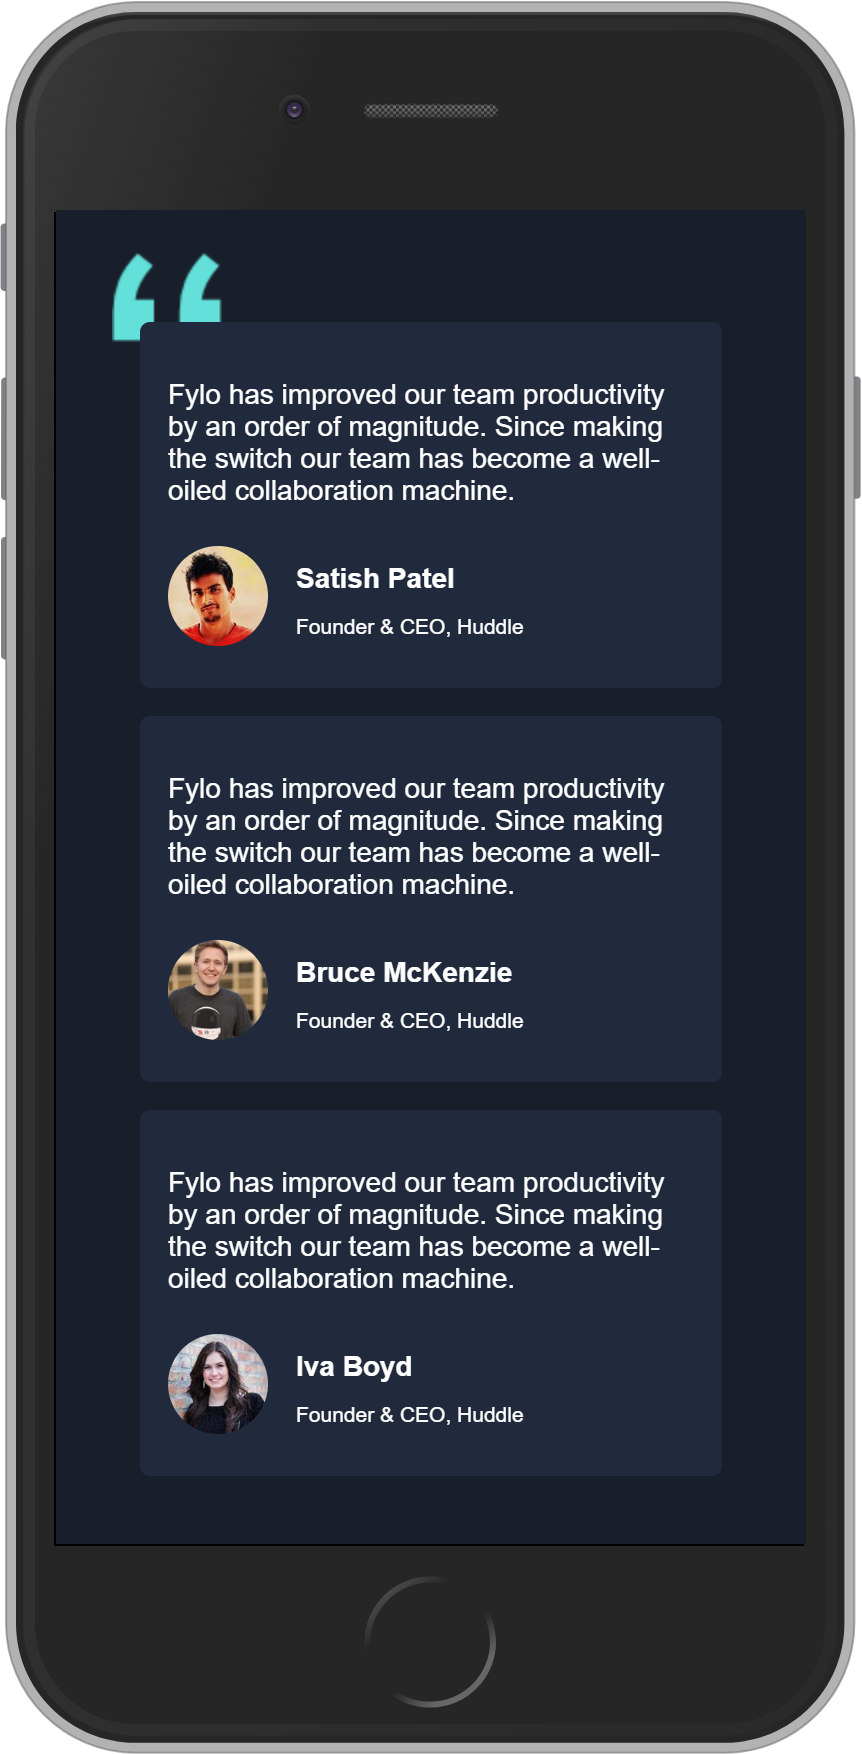 Fylo has improved our team productivity
by an order of magnitude. Since making
the switch our team has become a well-
oiled collaboration machine.
Satish Patel
Founder & CEO, Huddle
Fylo has improved our team productivity
by an order of magnitude. Since making
the switch our team has become a well-
oiled collaboration machine.
Bruce McKenzie
Founder & CEO, Huddle
Fylo has improved our team productivity
by an order of magnitude. Since making
the switch our team has become a well-
oiled collaboration machine.
Iva Boyd
Founder & CEO, Huddle